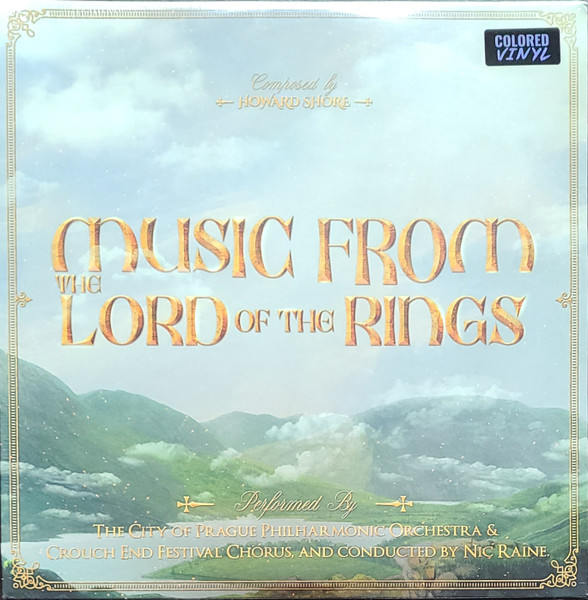 COLORED
VINYL
Composed by
HOWARD SHORE
MUSIC FROM
THE
LORD OF THE RINGS
Performed By
THE CITY OF PRAGUE PHILHARMONIC ORCHESTRA &
CROUCH END FESTIVAL CHORUS, AND CONDUCTED BY NIC RAINE.